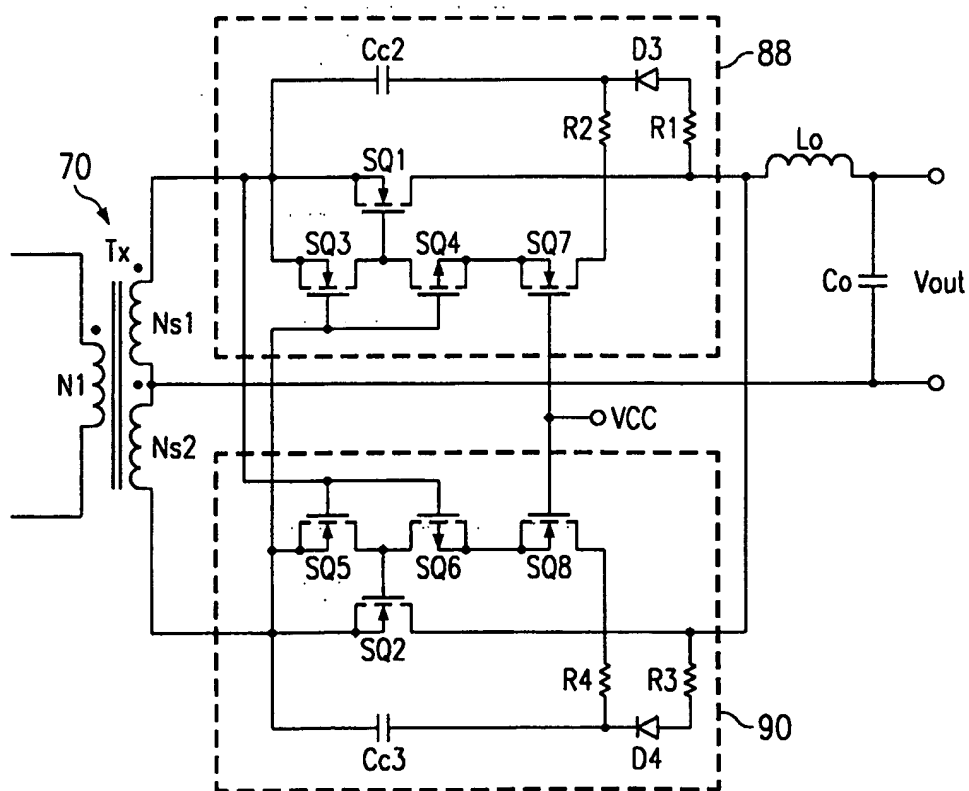 Cc2
D3
88
R2
R1
Lo
70
SQ1
Tx
SQ3
SQ4
SQ7
Co
Vout
Ns1
N1
VCC
Ns2
SQ5
SQ6
SQ8
SQ2
R4
R3
Cc3
D4
90